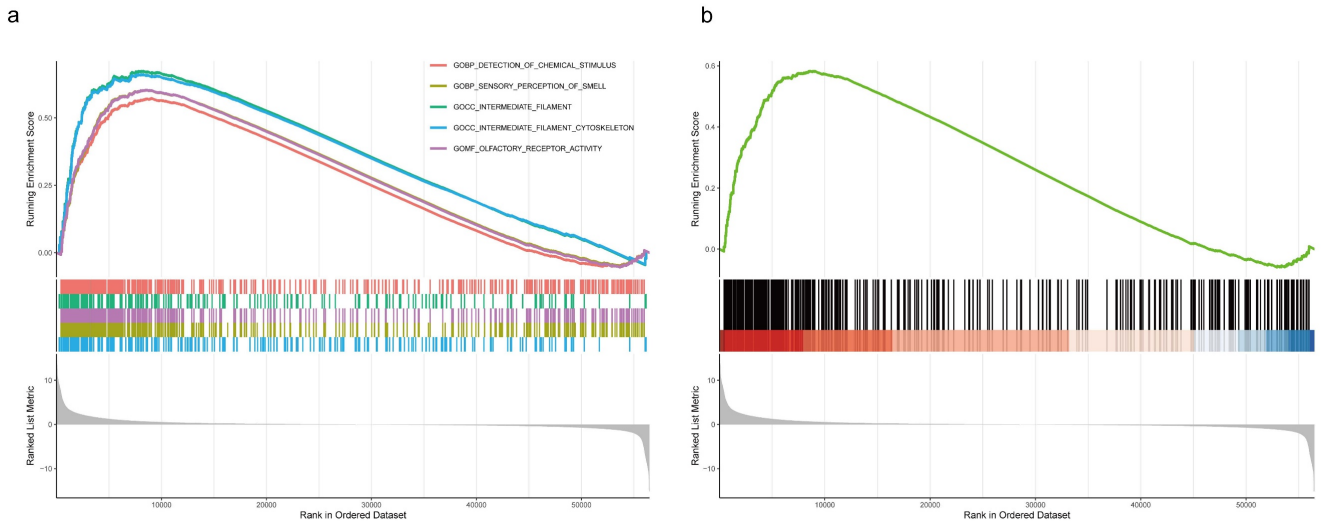 a
Running Enrichment Score
0.50
0.25
0.00
GOBP_DETECTION_OF_CHEMICAL_STIMULUS
GOBP_SENSORY_PERCEPTION_OF_SMELL
GOCC_INTERMEDIATE_FILAMENT
GOCC_INTERMEDIATE_FILAMENT_CYTOSKELETON
GOMF_OLFACTORY_RECEPTOR_ACTIVITY
Ranked List Metric
10
0
−10
10000 20000 30000 40000 50000
Rank in Ordered Dataset
b
Running Enrichment Score
0.6
0.4
0.2
0.0
Ranked List Metric
10
0
−10
10000 20000 30000 40000 50000
Rank in Ordered Dataset